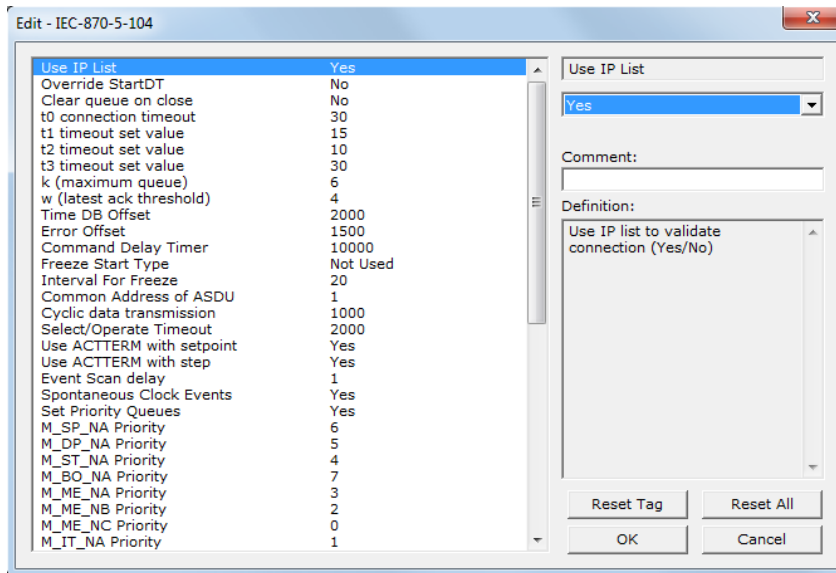 Edit - IEC-870-5-104
Use IP List Yes
Override StartDT No
Clear queue on close No
t0 connection timeout 30
t1 timeout set value 15
t2 timeout set value 10
t3 timeout set value 30
k (maximum queue) 6
w (latest ack threshold) 4
Time DB Offset 2000
Error Offset 1500
Command Delay Timer 10000
Freeze Start Type Not Used
Interval For Freeze 20
Common Address of ASDU 1
Cyclic data transmission 1000
Select/Operate Timeout 2000
Use ACTTERM with setpoint Yes
Use ACTTERM with step Yes
Event Scan delay 1
Spontaneous Clock Events Yes
Set Priority Queues Yes
M_SP_NA Priority 6
M_DP_NA Priority 5
M_ST_NA Priority 4
M_BO_NA Priority 7
M_ME_NA Priority 3
M_ME_NB Priority 2
M_ME_NC Priority 0
M_IT_NA Priority 1
Use IP List
Yes
Comment:
Definition:
Use IP list to validate
connection (Yes/No)
Reset Tag Reset All
OK Cancel